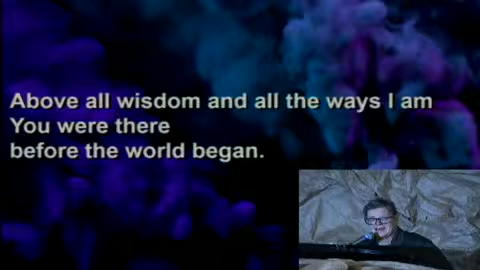 Above all wisdom and all the ways I am
You were there
before the world began.